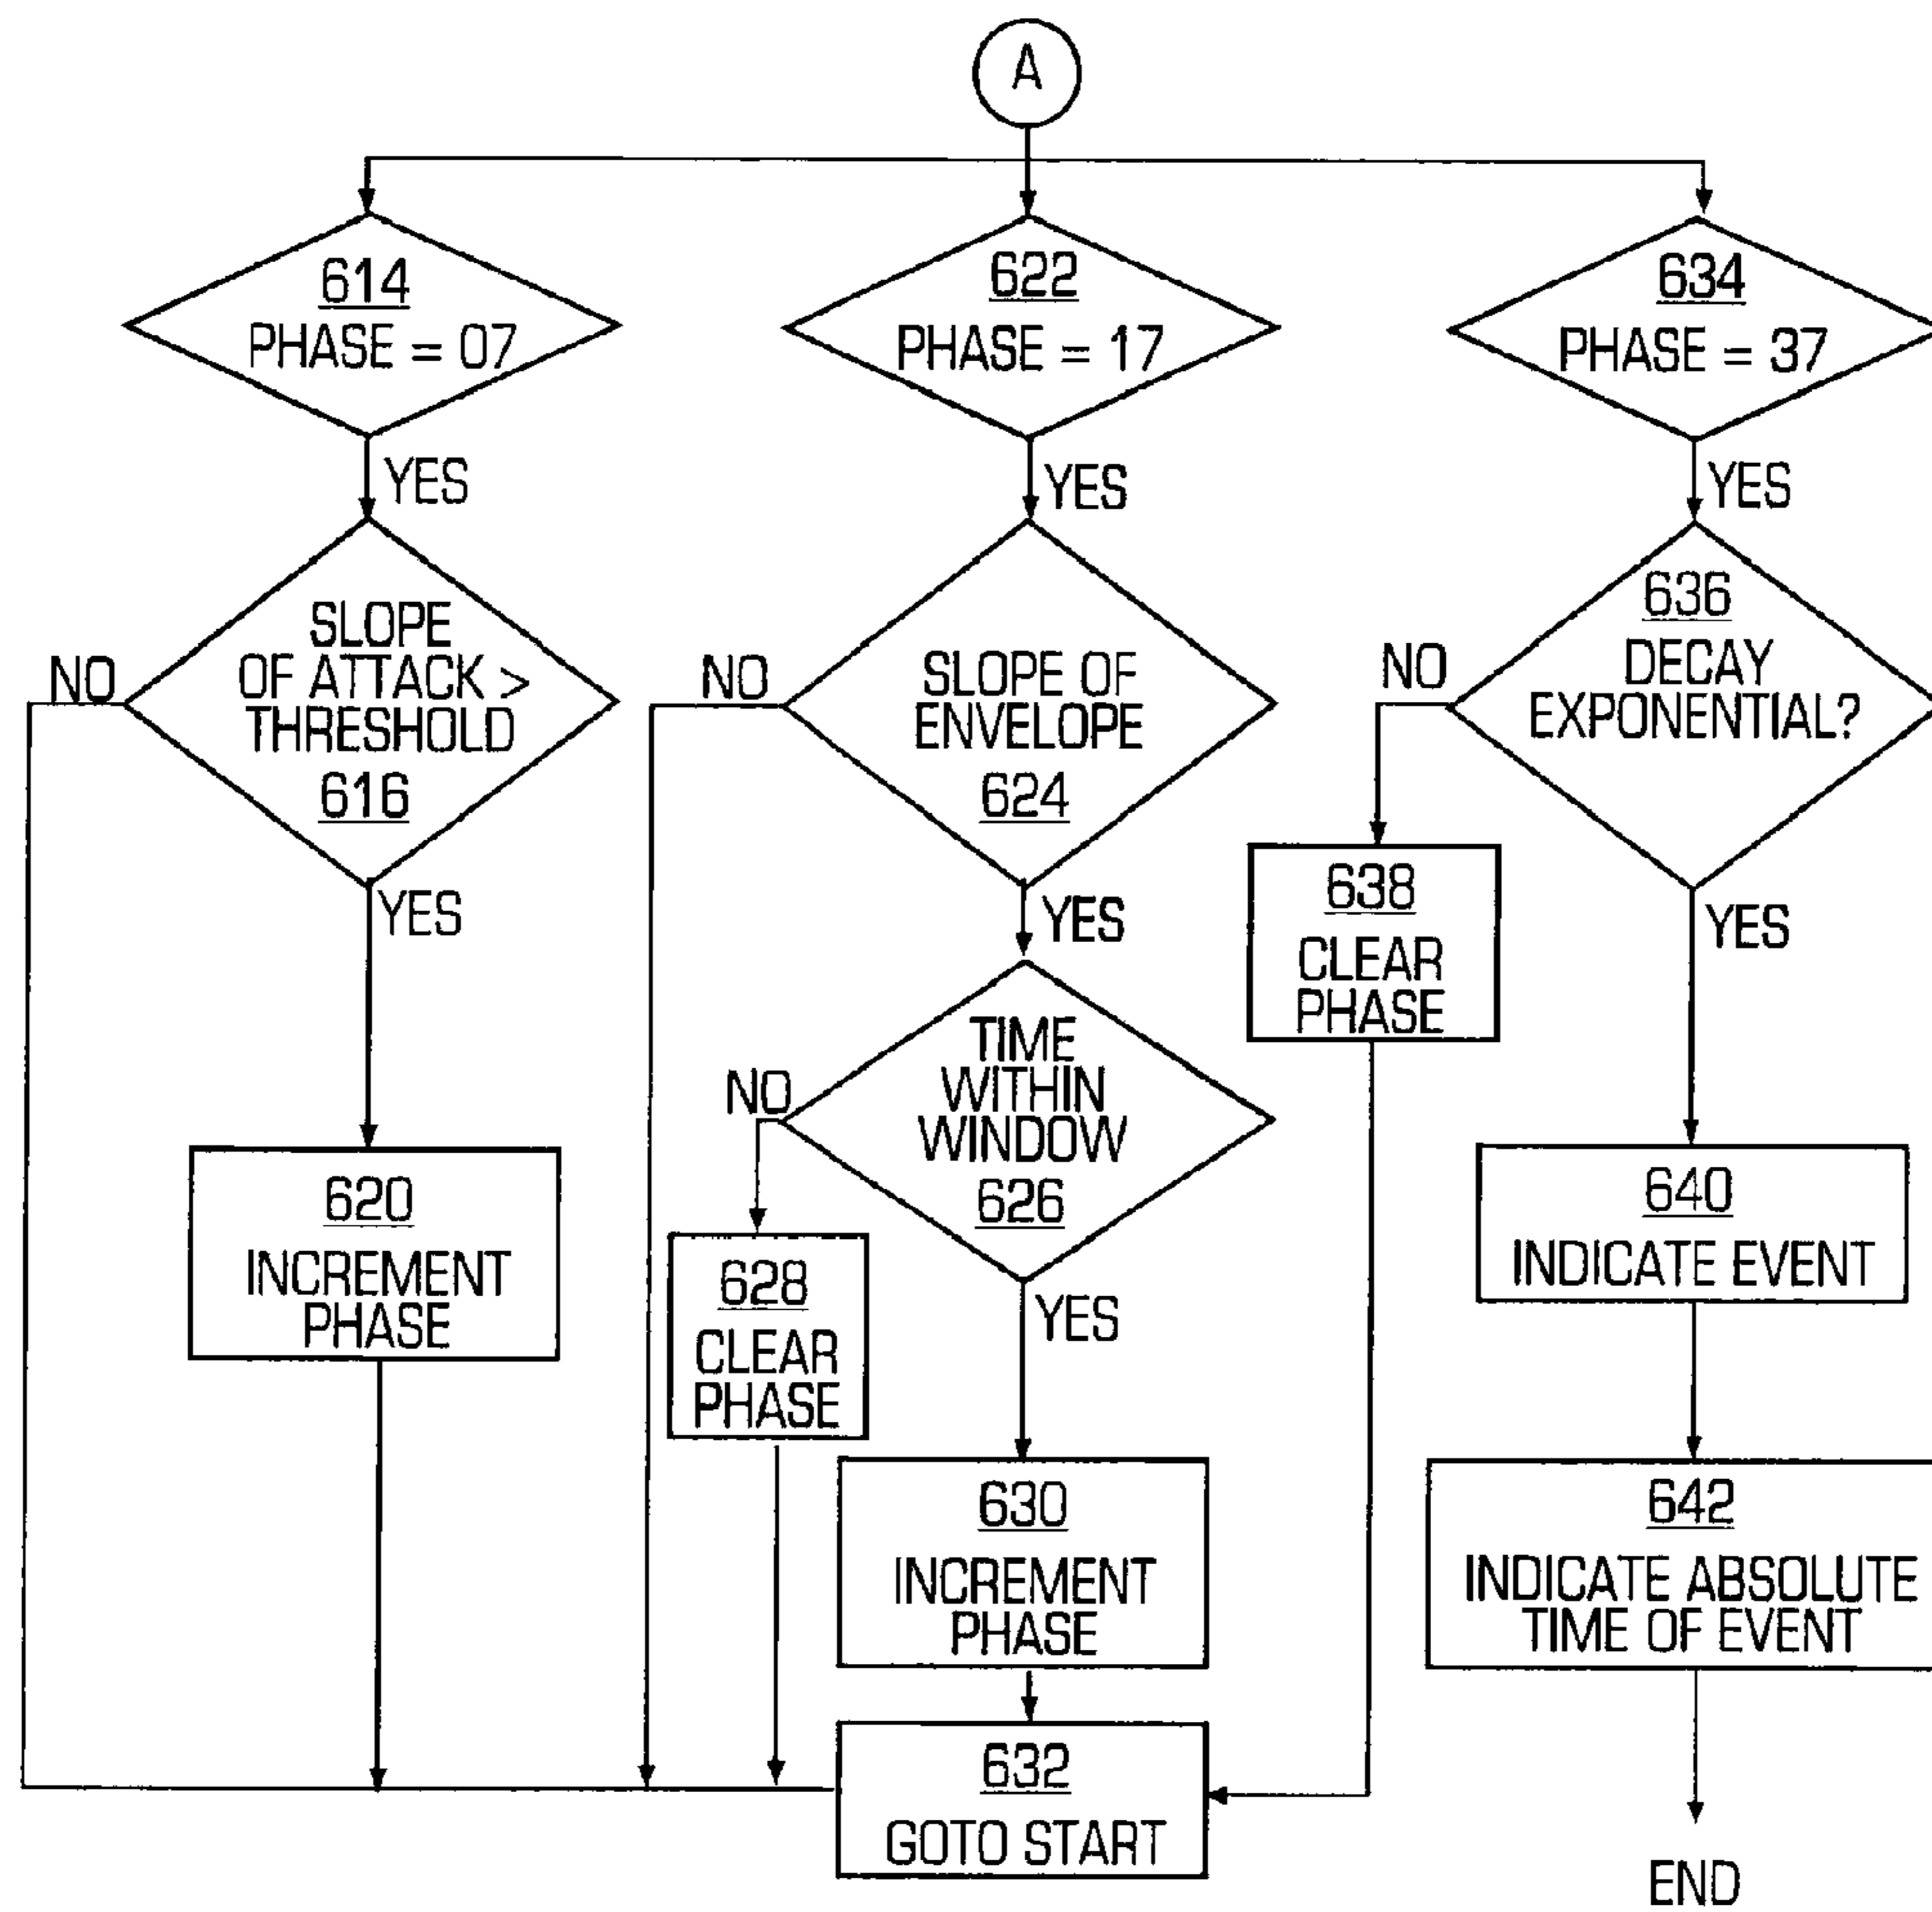 A
614
PHASE = 07
YES
SLOPE
OF ATTACK >
THRESHOLD
616
NO
YES
620
INCREMENT
PHASE
622
PHASE = 17
YES
SLOPE OF
ENVELOPE
624
NO
YES
TIME
WITHIN
WINDOW
626
NO
628
CLEAR
PHASE
YES
630
INCREMENT
PHASE
632
GOTO START
634
PHASE = 37
YES
636
DECAY
EXPONENTIAL?
NO
638
CLEAR
PHASE
YES
640
INDICATE EVENT
642
INDICATE ABSOLUTE
TIME OF EVENT
END